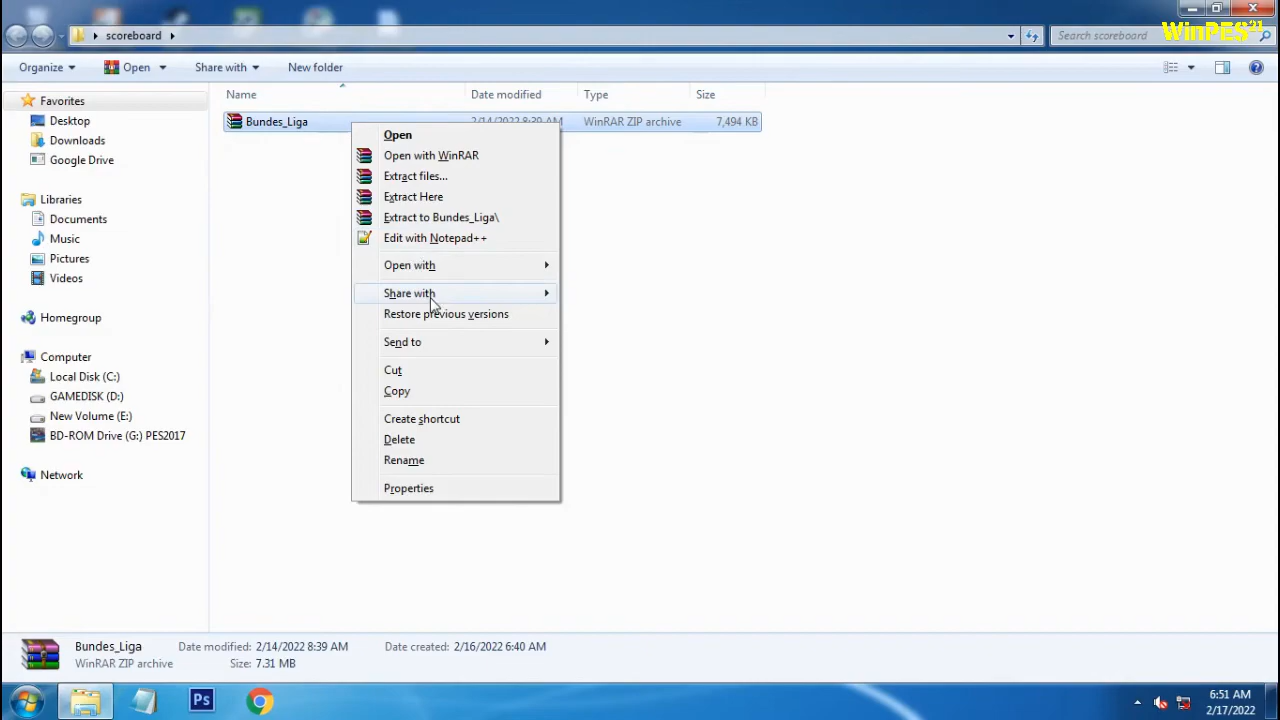 WinPES21
scoreboard
Search scoreboard
Organize
Open
Share with
New folder
Name
Date modified
Type
Size
Favorites
Desktop
Downloads
Google Drive
Libraries
Documents
Music
Pictures
Videos
Homegroup
Computer
Local Disk (C:)
GAMEDISK (D:)
New Volume (E:)
BD-ROM Drive (G:) PES2017
Network
Bundes_Liga
2/14/2022 8:39 AM
WinRAR ZIP archive
7,494 KB
Open
Open with WinRAR
Extract files...
Extract Here
Extract to Bundes_Liga\
Edit with Notepad++
Open with
Share with
Restore previous versions
Send to
Cut
Copy
Create shortcut
Delete
Rename
Properties
Bundes_Liga
Date modified: 2/14/2022 8:39 AM
Date created: 2/16/2022 6:40 AM
WinRAR ZIP archive
Size: 7.31 MB
Ps
6:51 AM
2/17/2022